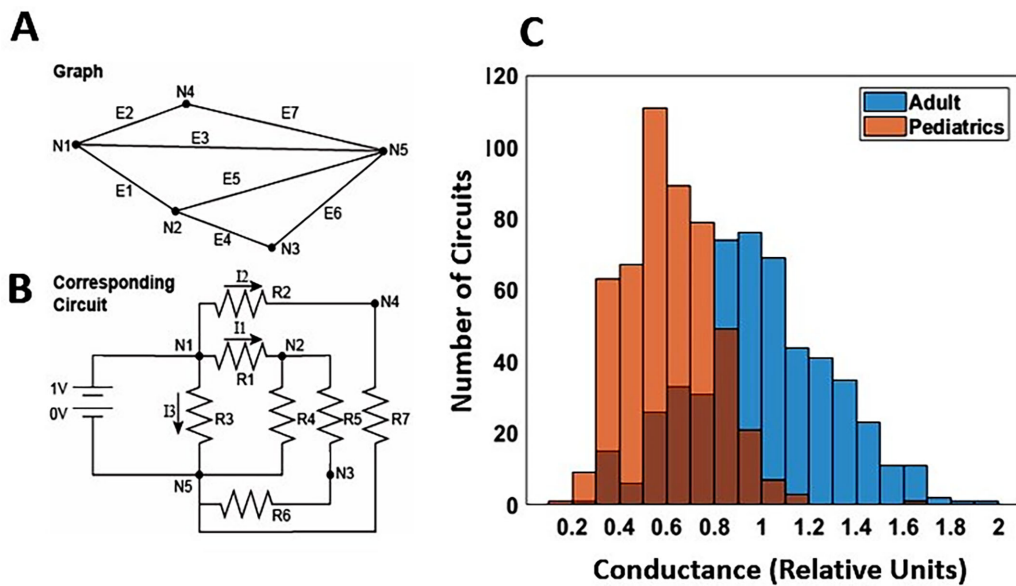 A
Graph
N4
E2
E7
N1
E3
N5
E1
E5
E6
N2
E4
N3
B
Corresponding
Circuit
I2
R2
N4
I1
N1
N2
R1
1V
0V
I3
R3
R4
R5
R7
N5
N3
R6
C
120
100
80
60
40
20
0
Number of Circuits
Adult
Pediatrics
0.2 0.4 0.6 0.8 1 1.2 1.4 1.6 1.8 2
Conductance (Relative Units)